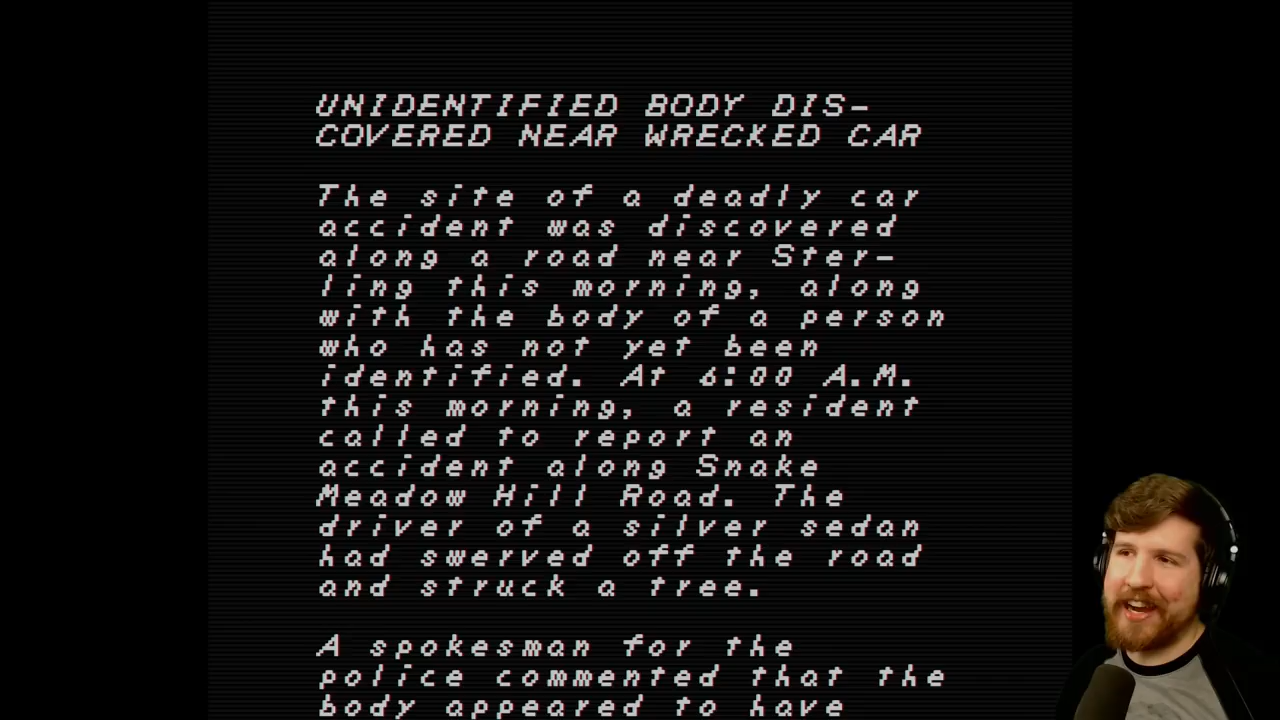 UNIDENTIFIED BODY DIS-
COVERED NEAR WRECKED CAR
The site of a deadly car
accident was discovered
along a road near Ster-
ling this morning, along
with the body of a person
who has not yet been
identified. At 6:00 A.M.
this morning, a resident
called to report an
accident along Snake
Meadow Hill Road. The
driver of a silver sedan
had swerved off the road
and struck a tree.
A spokesman for the
police commented that the
body appeared to have